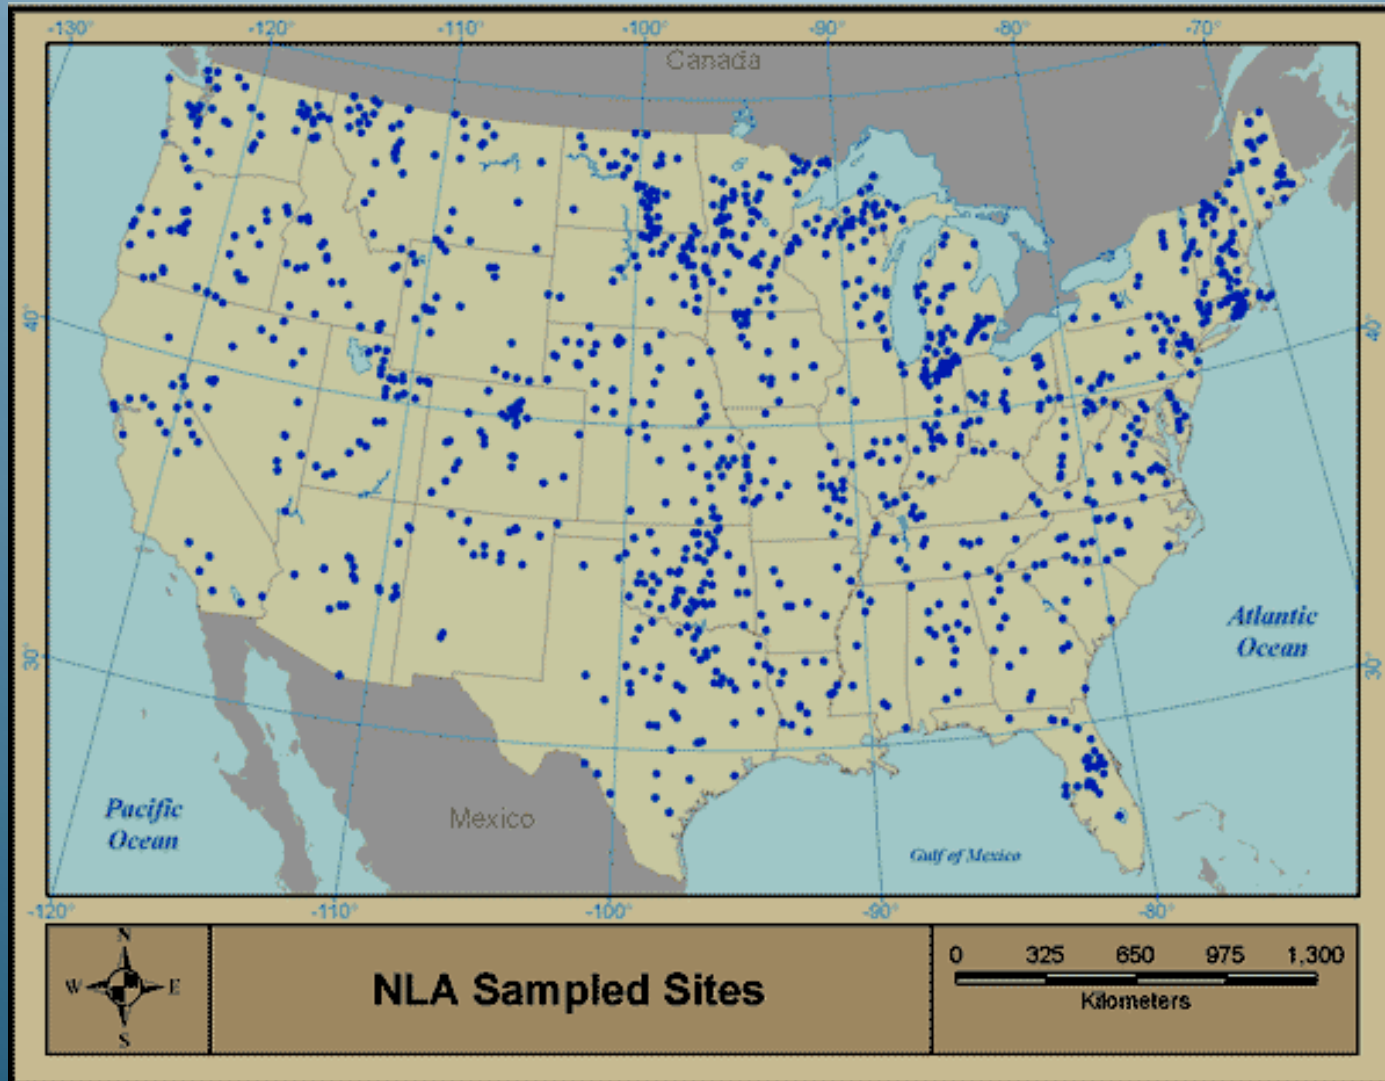 -130°
-120°
-110°
-100°
-90°
-80°
-70°
Canada
40°
40°
30°
30°
Atlantic
Ocean
Pacific
Ocean
Mexico
Gulf of Mexico
-120°
-110°
-100°
-90°
-80°
N
W E
S
NLA Sampled Sites
0 325 650 975 1,300
Kilometers